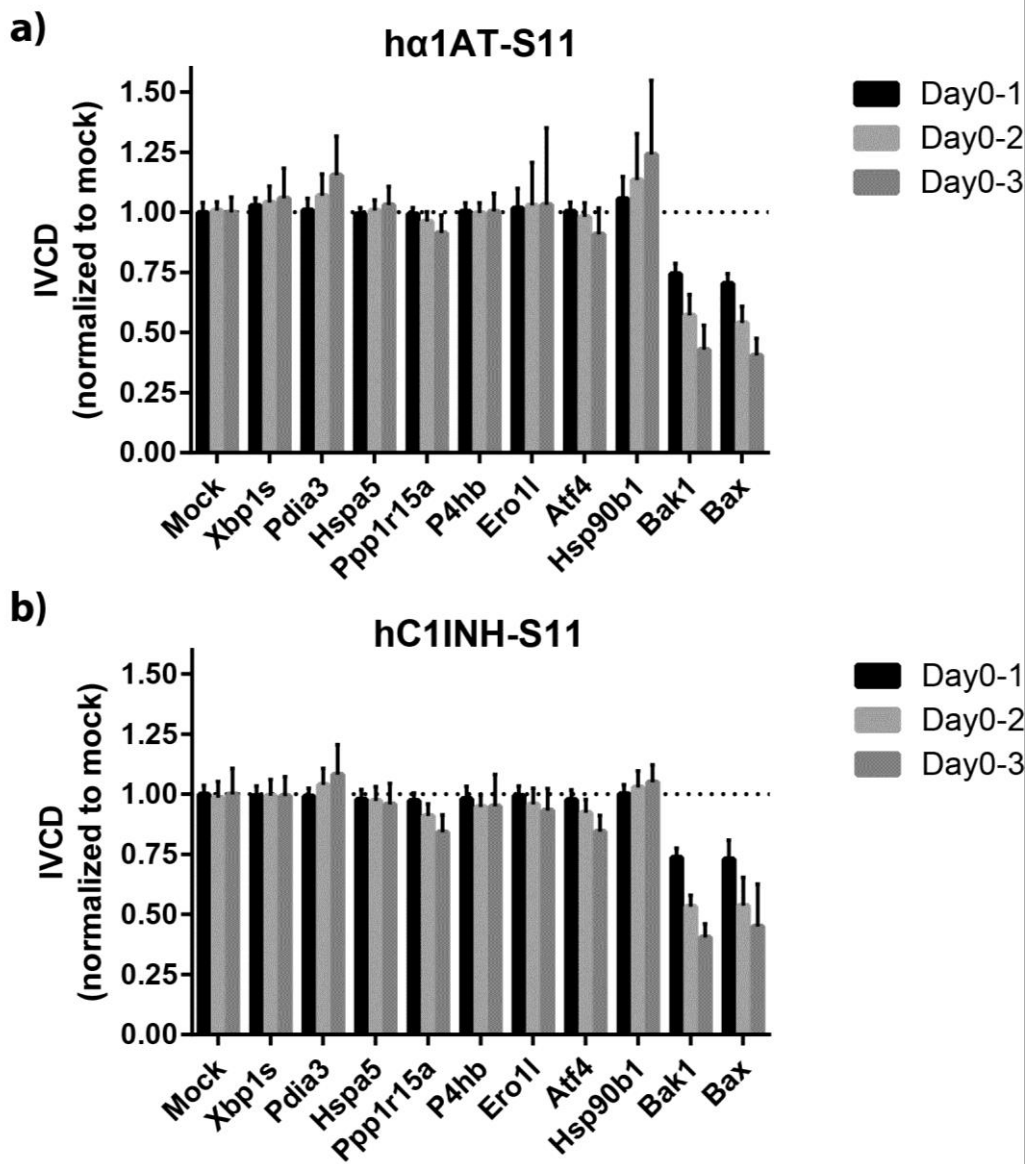 a)
hα1AT-S11
IVCD
(normalized to mock)
1.50
1.25
1.00
0.75
0.50
0.25
0.00
Mock
Xbp1s
Pdia3
Hspa5
Ppp1r15a
P4hb
Ero1l
Atf4
Hsp90b1
Bak1
Bax
Day0-1
Day0-2
Day0-3
b)
hC1INH-S11
IVCD
(normalized to mock)
1.50
1.25
1.00
0.75
0.50
0.25
0.00
Mock
Xbp1s
Pdia3
Hspa5
Ppp1r15a
P4hb
Ero1l
Atf4
Hsp90b1
Bak1
Bax
Day0-1
Day0-2
Day0-3